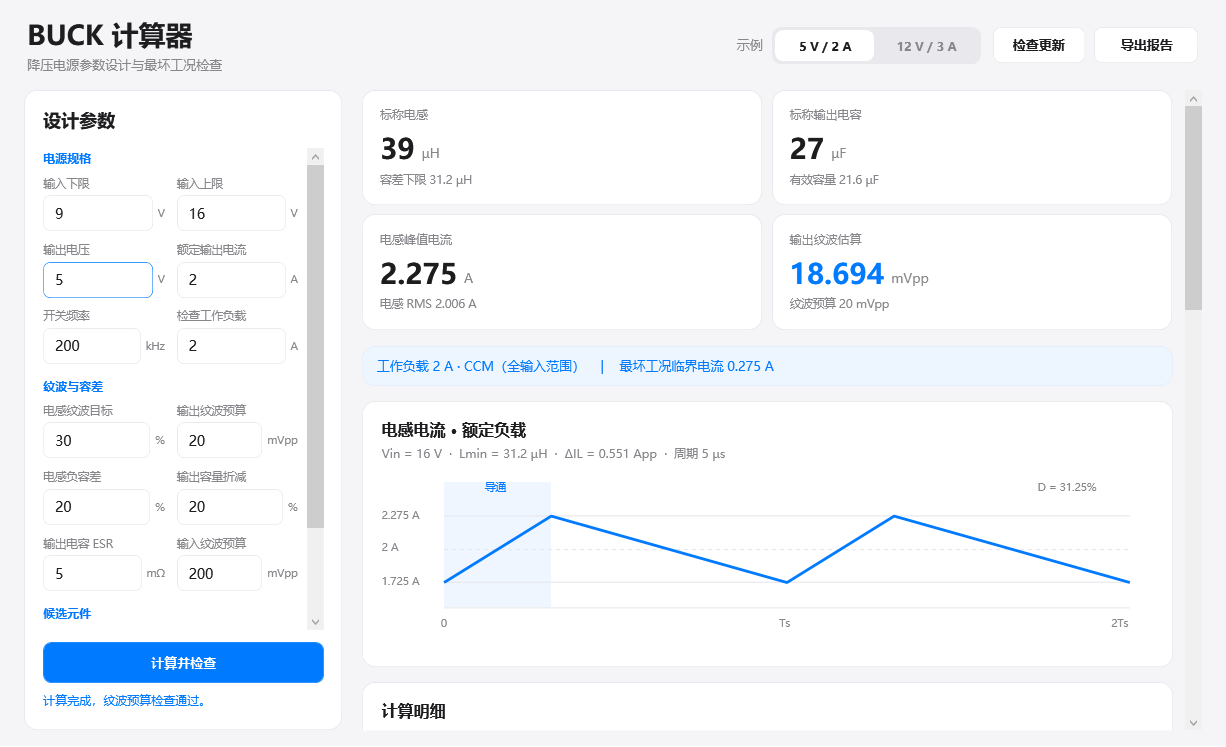 BUCK 计算器
降压电源参数设计与最坏工况检查
示例
5 V / 2 A
12 V / 3 A
检查更新
导出报告
设计参数
电源规格
输入下限
输入上限
9 V
16 V
输出电压
额定输出电流
5 V
2 A
开关频率
检查工作负载
200 kHz
2 A
纹波与容差
电感纹波目标
输出纹波预算
30 %
20 mVpp
电感负容差
输出容量折减
20 %
20 %
输出电容 ESR
输入纹波预算
5 mΩ
200 mVpp
候选元件
计算并检查
计算完成，纹波预算检查通过。
标称电感
39 μH
容差下限 31.2 μH
标称输出电容
27 μF
有效容量 21.6 μF
电感峰值电流
2.275 A
电感 RMS 2.006 A
输出纹波估算
18.694 mVpp
纹波预算 20 mVpp
工作负载 2 A · CCM（全输入范围） | 最坏工况临界电流 0.275 A
电感电流 • 额定负载
Vin = 16 V · Lmin = 31.2 μH · ΔIL = 0.551 App · 周期 5 μs
导通
D = 31.25%
2.275 A
2 A
1.725 A
0
Ts
2Ts
计算明细